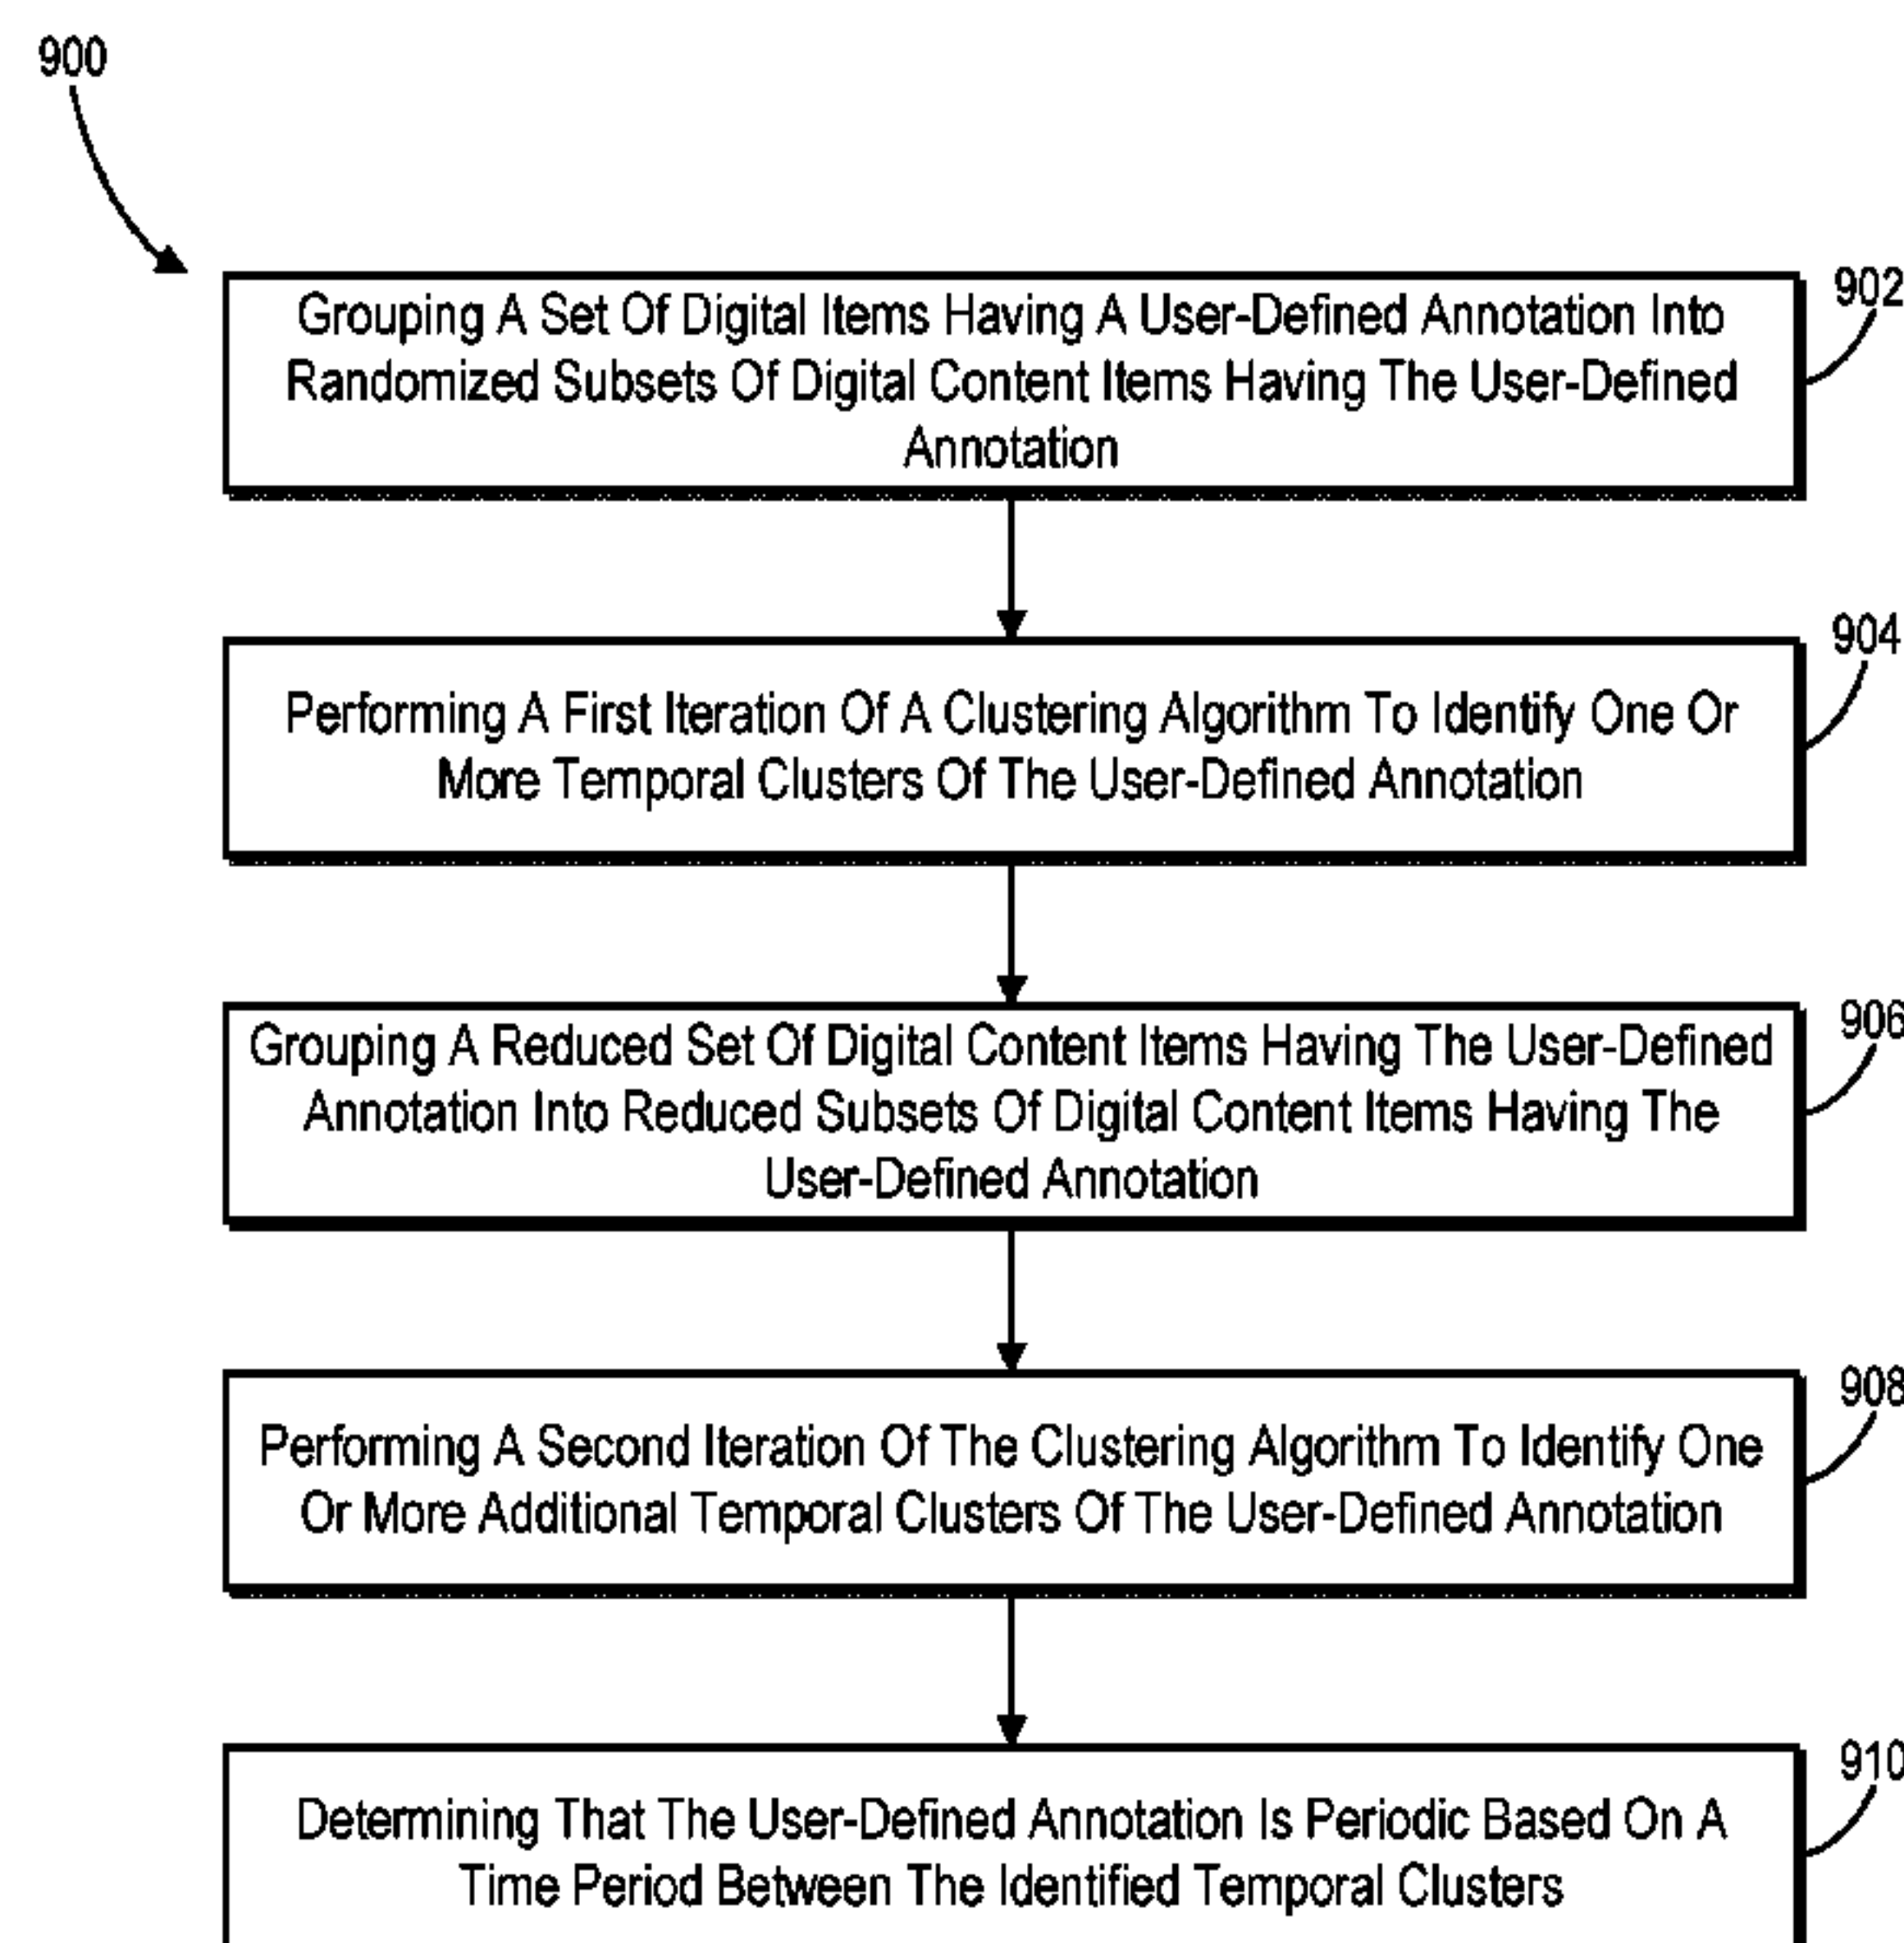 900
902
Grouping A Set Of Digital Items Having A User-Defined Annotation Into
Randomized Subsets Of Digital Content Items Having The User-Defined
Annotation
904
Performing A First Iteration Of A Clustering Algorithm To Identify One Or
More Temporal Clusters Of The User-Defined Annotation
906
Grouping A Reduced Set Of Digital Content Items Having The User-Defined
Annotation Into Reduced Subsets Of Digital Content Items Having The
User-Defined Annotation
908
Performing A Second Iteration Of The Clustering Algorithm To Identify One
Or More Additional Temporal Clusters Of The User-Defined Annotation
910
Determining That The User-Defined Annotation Is Periodic Based On A
Time Period Between The Identified Temporal Clusters